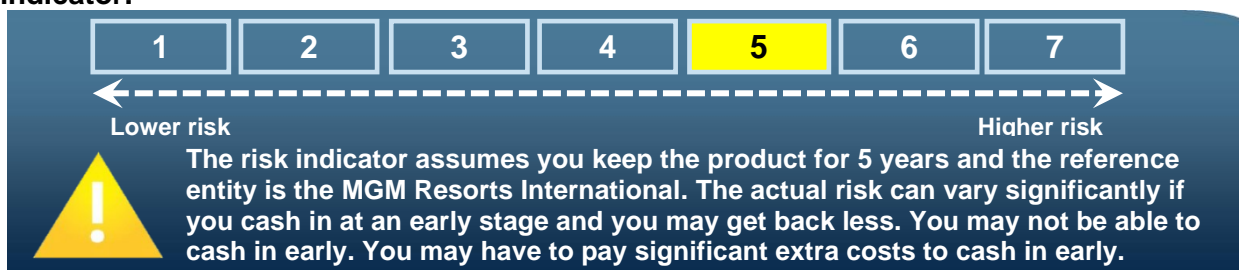 Indicator:
1 2 3 4 5 6 7
Lower risk Higher risk
The risk indicator assumes you keep the product for 5 years and the reference
entity is the MGM Resorts International. The actual risk can vary significantly if
you cash in at an early stage and you may get back less. You may not be able to
cash in early. You may have to pay significant extra costs to cash in early.